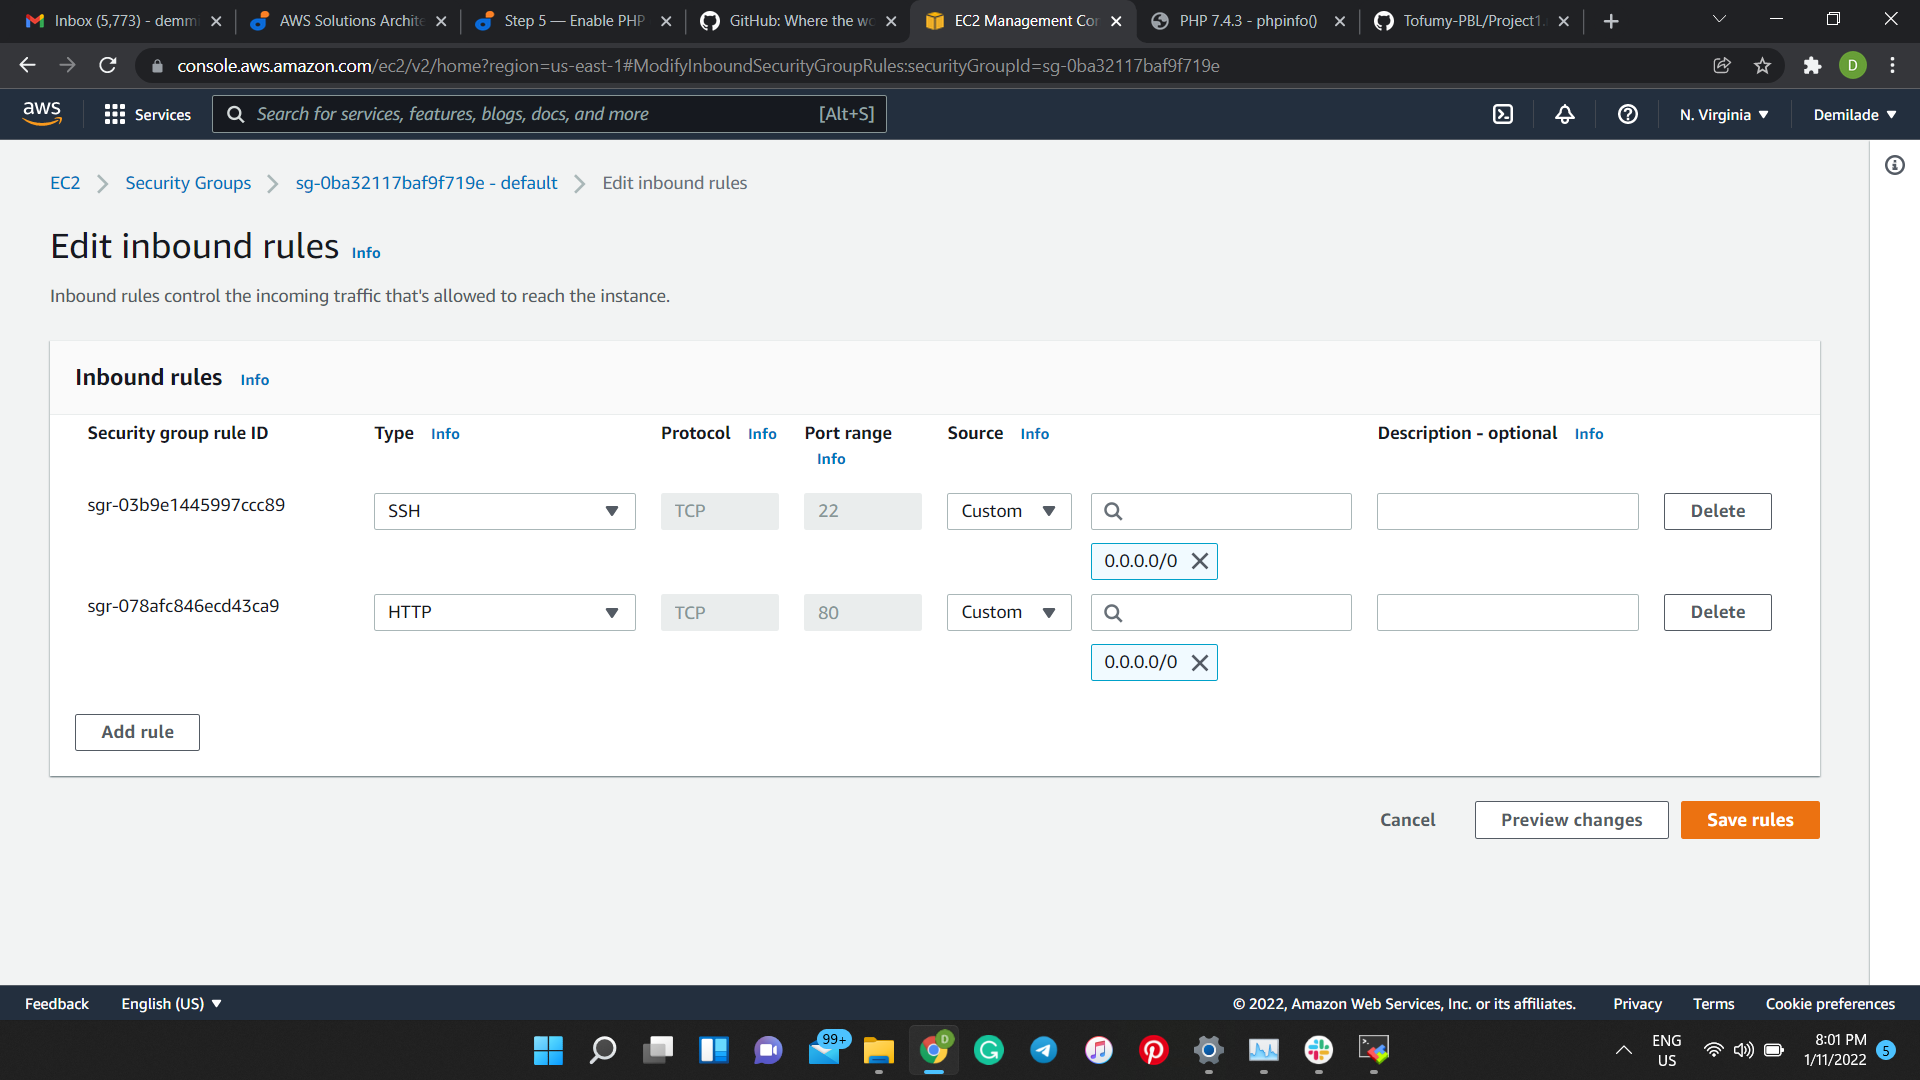 Inbox (5,773) - demmi
AWS Solutions Archite
Step 5 — Enable PHP
GitHub: Where the wo
EC2 Management Con
PHP 7.4.3 - phpinfo()
Tofumy-PBL/Project1.
console.aws.amazon.com/ec2/v2/home?region=us-east-1#ModifyInboundSecurityGroupRules:securityGroupId=sg-0ba32117baf9f719e
D
aws
Services
Search for services, features, blogs, docs, and more [Alt+S]
N. Virginia
Demilade
EC2
Security Groups
sg-0ba32117baf9f719e - default
Edit inbound rules
Edit inbound rules Info
Inbound rules control the incoming traffic that's allowed to reach the instance.
Inbound rules Info
Security group rule ID
Type Info
Protocol Info
Port range
Info
Source Info
Description - optional Info
sgr-03b9e1445997ccc89
SSH
TCP
22
Custom
Delete
0.0.0.0/0
sgr-078afc846ecd43ca9
HTTP
TCP
80
Custom
Delete
0.0.0.0/0
Add rule
Cancel
Preview changes
Save rules
Feedback
English (US)
© 2022, Amazon Web Services, Inc. or its affiliates.
Privacy
Terms
Cookie preferences
99+
D
ENG
US
8:01 PM
1/11/2022
5